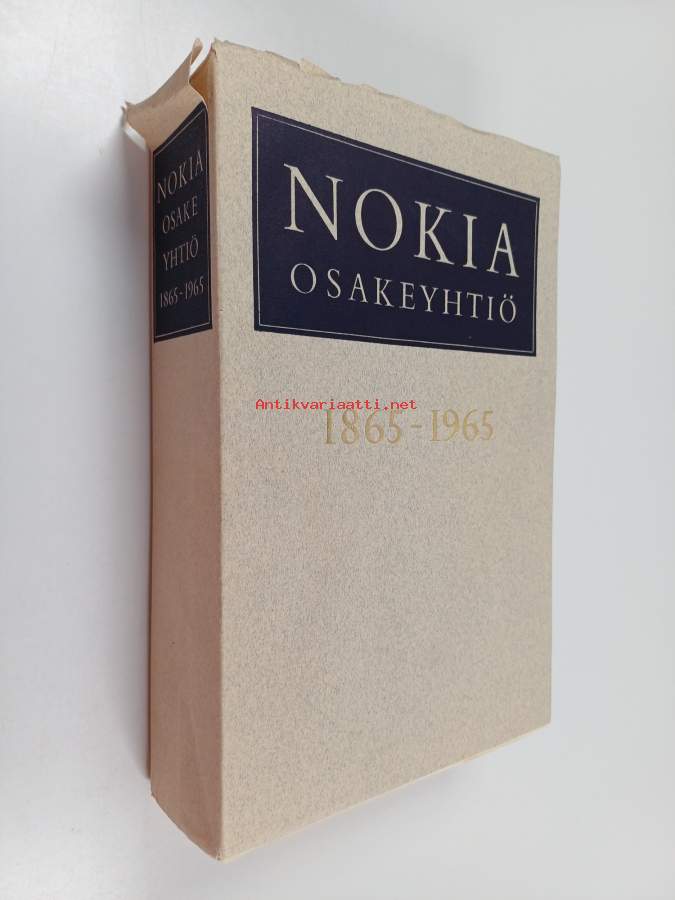 NOKIA
OSAKE
YHTIÖ
1865-1965
NOKIA
OSAKEYHTIÖ
Antikvariaatti.net
1865-1965